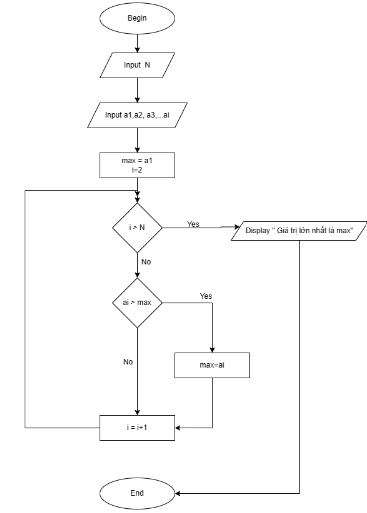 Begin
Input N
Input a1,a2, a3,...ai
max = a1
I=2
i > N
Yes
Display " Giá trị lớn nhất là max"
No
ai > max
Yes
No
max=ai
i = i+1
End